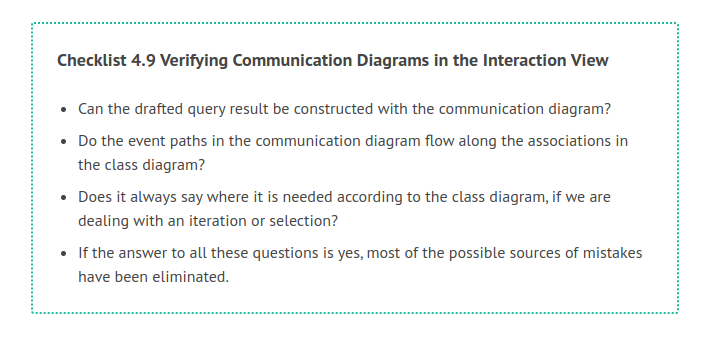 Checklist 4.9 Verifying Communication Diagrams in the Interaction View
• Can the drafted query result be constructed with the communication diagram?
• Do the event paths in the communication diagram flow along the associations in
the class diagram?
• Does it always say where it is needed according to the class diagram, if we are
dealing with an iteration or selection?
• If the answer to all these questions is yes, most of the possible sources of mistakes
have been eliminated.